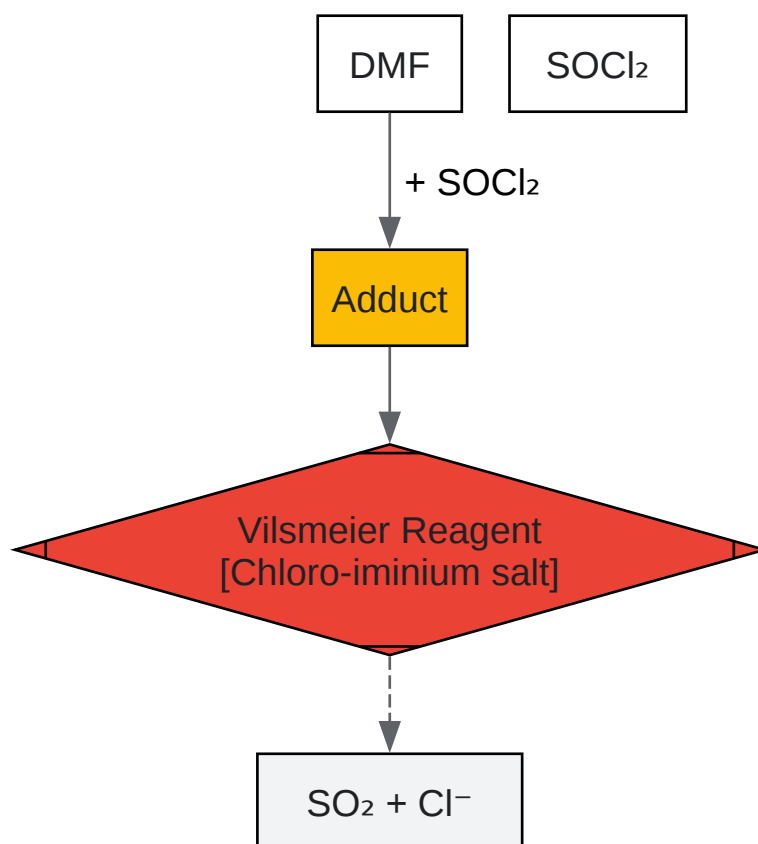 DMF
SOCl₂
+ SOCl₂
Adduct
Vilsmeier Reagent
[Chloro-iminium salt]
SO₂ + Cl⁻